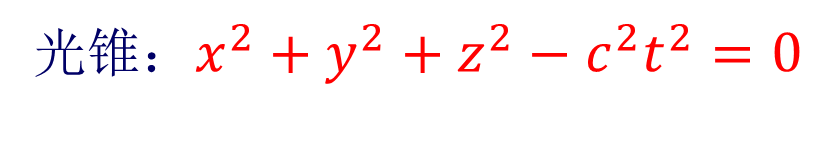 光锥：x² + y² + z² − c²t² = 0